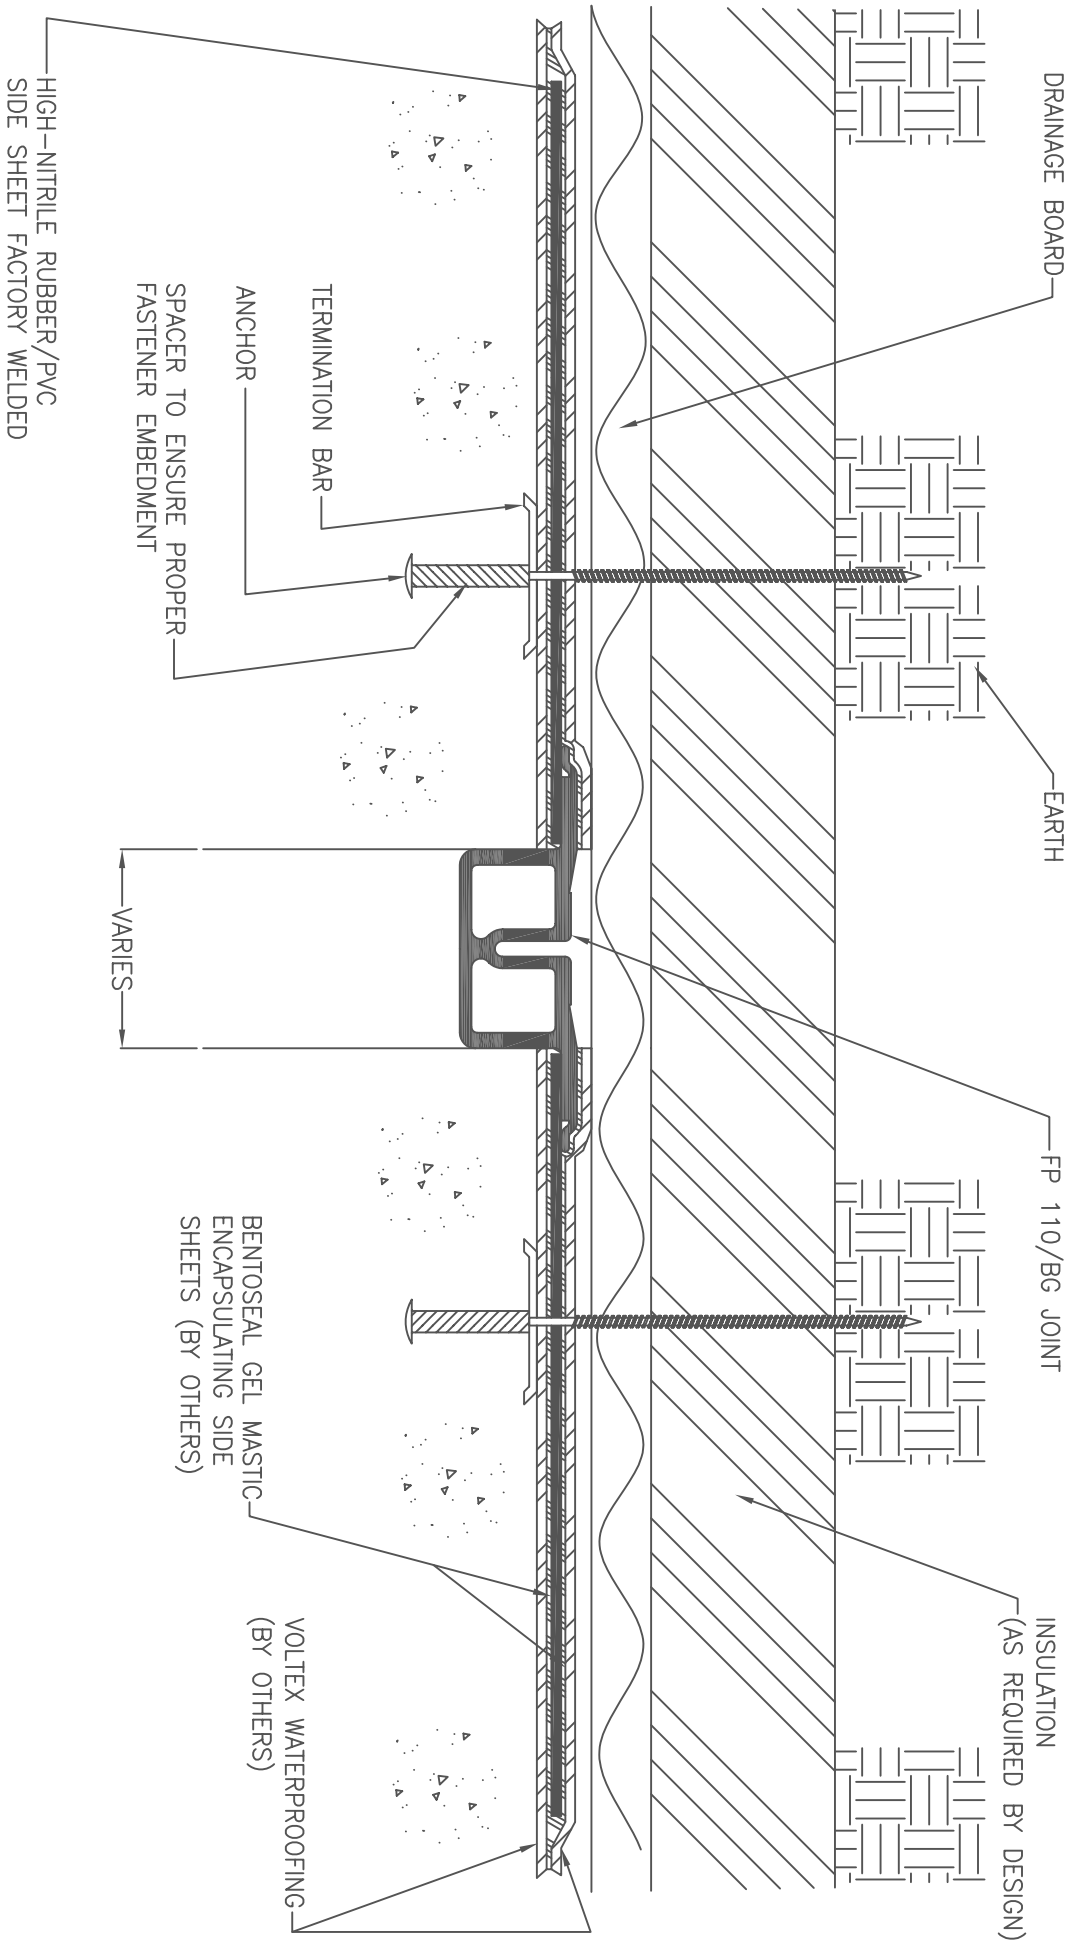 DRAINAGE BOARD
EARTH
FP 110/BG JOINT
INSULATION
(AS REQUIRED BY DESIGN)
HIGH-NITRILE RUBBER/PVC
SIDE SHEET FACTORY WELDED
TERMINATION BAR
ANCHOR
SPACER TO ENSURE PROPER
FASTENER EMBEDMENT
VARIES
BENTOSEAL GEL MASTIC
ENCAPSULATING SIDE
SHEETS (BY OTHERS)
VOLTEX WATERPROOFING
(BY OTHERS)